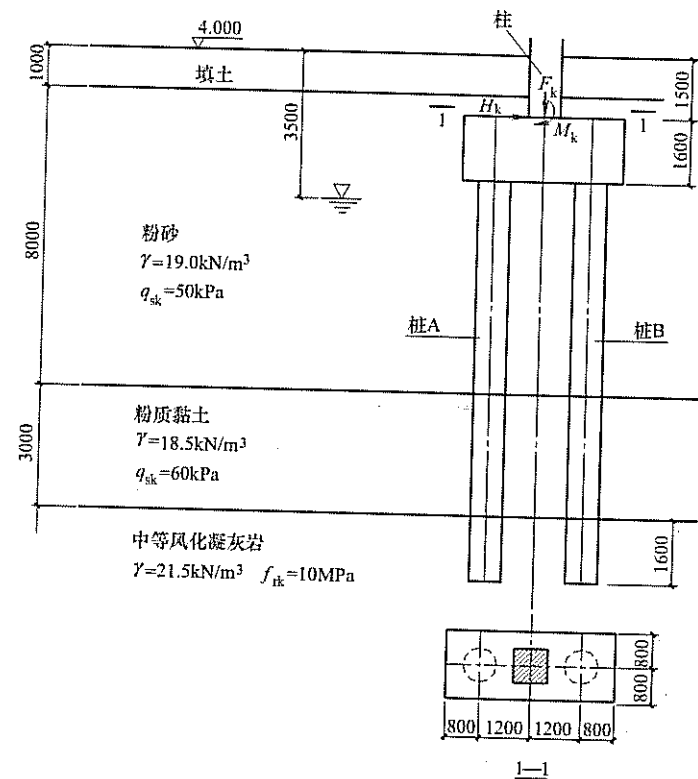 4.000
柱
1000
填土
F_k
1500
1
H_k
1
M_k
3500
1600
粉砂
γ=19.0kN/m³
q_sk=50kPa
8000
桩A
桩B
粉质黏土
γ=18.5kN/m³
q_sk=60kPa
3000
中等风化凝灰岩
γ=21.5kN/m³ f_rk=10MPa
1600
800
800
800 1200 1200 800
1—1